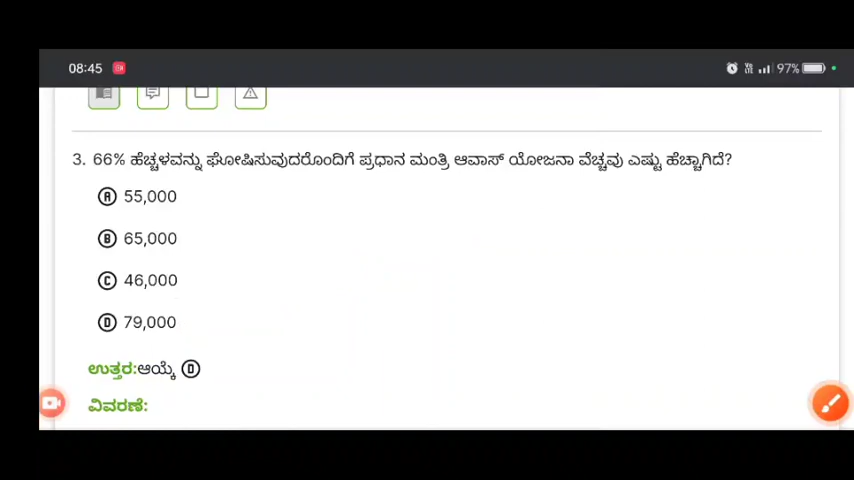 08:45
97%
3. 66% ಹೆಚ್ಚಳವನ್ನು ಘೋಷಿಸುವುದರೊಂದಿಗೆ ಪ್ರಧಾನ ಮಂತ್ರಿ ಆವಾಸ್ ಯೋಜನಾ ವೆಚ್ಚವು ಎಷ್ಟು ಹೆಚ್ಚಾಗಿದೆ?
A 55,000
B 65,000
C 46,000
D 79,000
ಉತ್ತರ:ಆಯ್ಕೆ D
ವಿವರಣೆ: